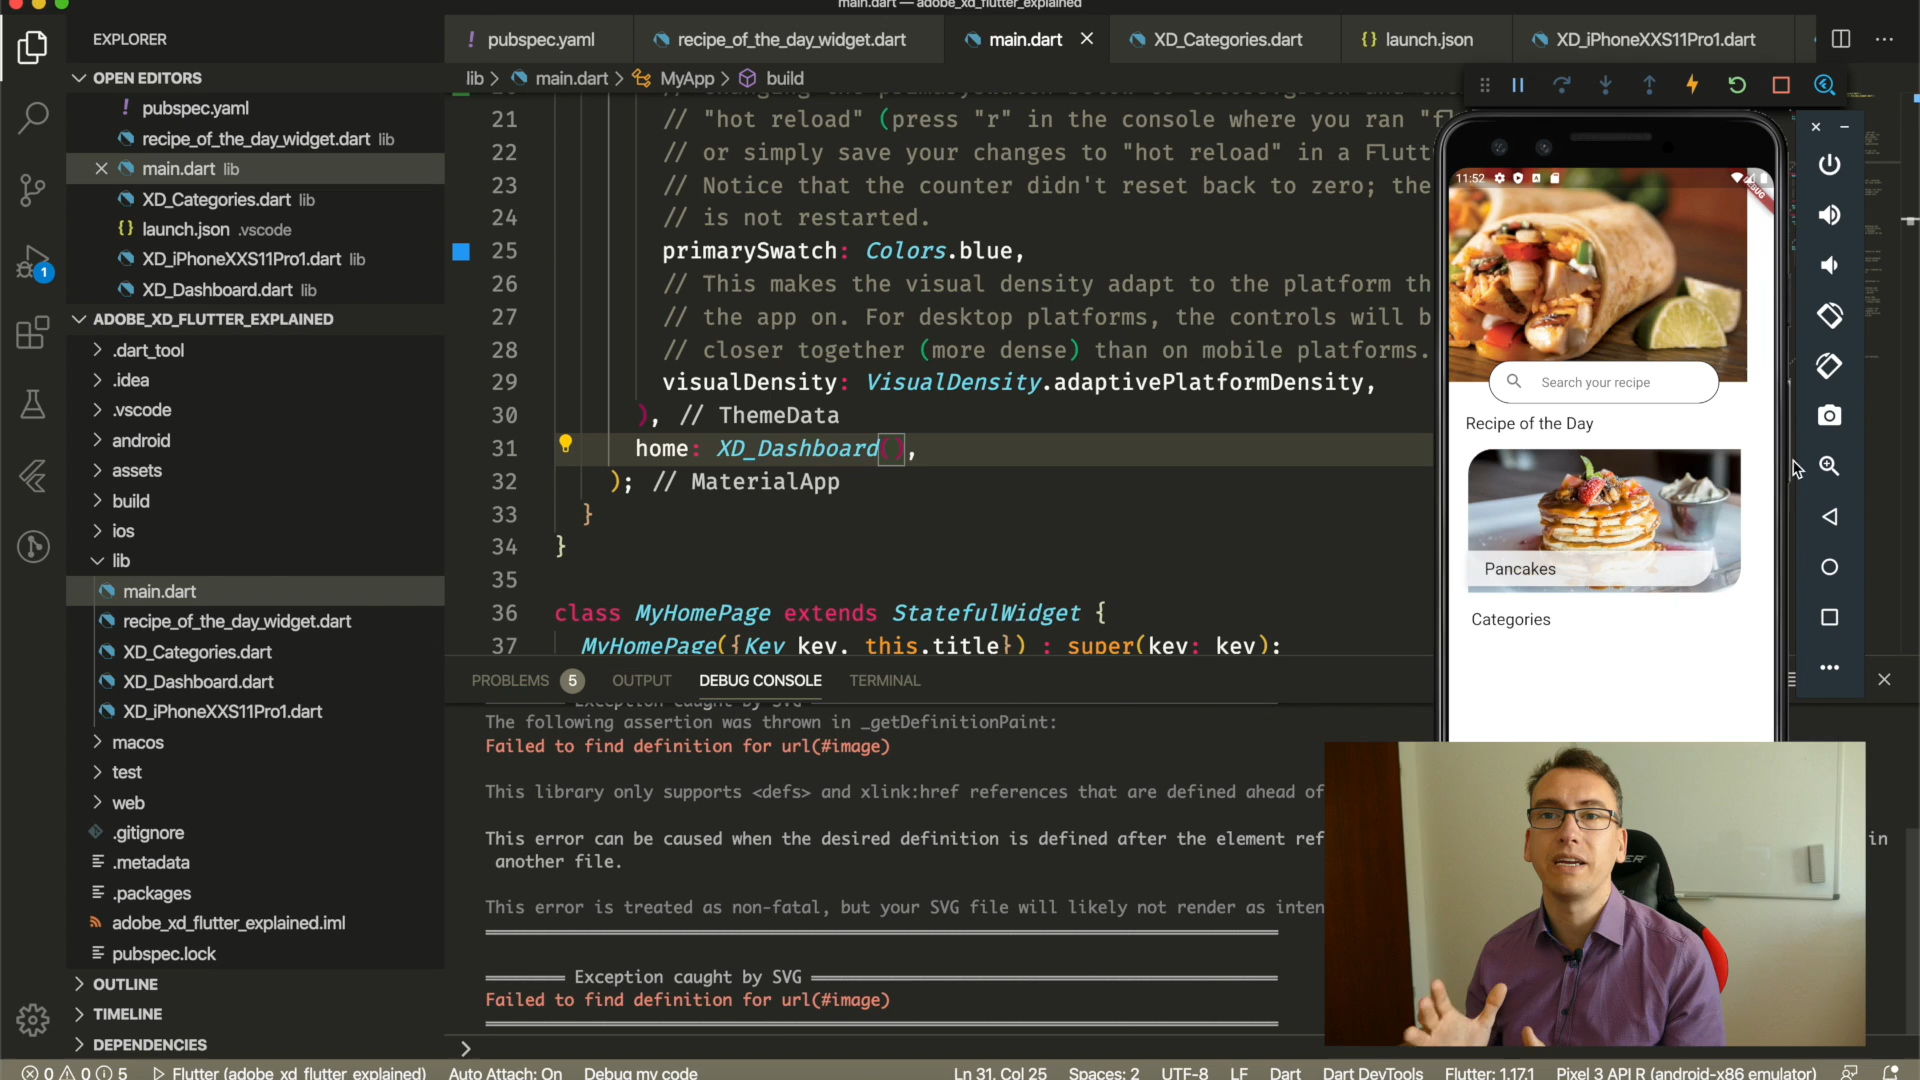 main.dart — adobe_xd_flutter_explained
EXPLORER
! pubspec.yaml
recipe_of_the_day_widget.dart
main.dart
XD_Categories.dart
{} launch.json
XD_iPhoneXXS11Pro1.dart
lib > main.dart > MyApp > build
OPEN EDITORS
! pubspec.yaml
recipe_of_the_day_widget.dart lib
main.dart lib
XD_Categories.dart lib
{} launch.json .vscode
XD_iPhoneXXS11Pro1.dart lib
XD_Dashboard.dart lib
1
ADOBE_XD_FLUTTER_EXPLAINED
.dart_tool
.idea
.vscode
android
assets
build
ios
lib
main.dart
recipe_of_the_day_widget.dart
XD_Categories.dart
XD_Dashboard.dart
XD_iPhoneXXS11Pro1.dart
macos
test
web
.gitignore
.metadata
.packages
adobe_xd_flutter_explained.iml
pubspec.lock
OUTLINE
TIMELINE
DEPENDENCIES
21 // "hot reload" (press "r" in the console where you ran "fl
22 // or simply save your changes to "hot reload" in a Flutt
23 // Notice that the counter didn't reset back to zero; the
24 // is not restarted.
25 primarySwatch: Colors.blue,
26 // This makes the visual density adapt to the platform th
27 // the app on. For desktop platforms, the controls will b
28 // closer together (more dense) than on mobile platforms.
29 visualDensity: VisualDensity.adaptivePlatformDensity,
30 ), // ThemeData
31 home: XD_Dashboard(),
32 ); // MaterialApp
33 }
34 }
35
36 class MyHomePage extends StatefulWidget {
37 MyHomePage({Key key, this.title}) : super(key: key);
PROBLEMS 5 OUTPUT DEBUG CONSOLE TERMINAL
Exception caught by SVG
The following assertion was thrown in _getDefinitionPaint:
Failed to find definition for url(#image)
This library only supports <defs> and xlink:href references that are defined ahead of
This error can be caused when the desired definition is defined after the element ref in
another file.
This error is treated as non-fatal, but your SVG file will likely not render as inten
Exception caught by SVG
Failed to find definition for url(#image)
>
11:52
DEBUG
Search your recipe
Recipe of the Day
Pancakes
Categories
0 0 5 Flutter (adobe_xd_flutter_explained) Auto Attach: On Debug my code Ln 31, Col 25 Spaces: 2 UTF-8 LF Dart Dart DevTools Flutter: 1.17.1 Pixel 3 API R (android-x86 emulator)